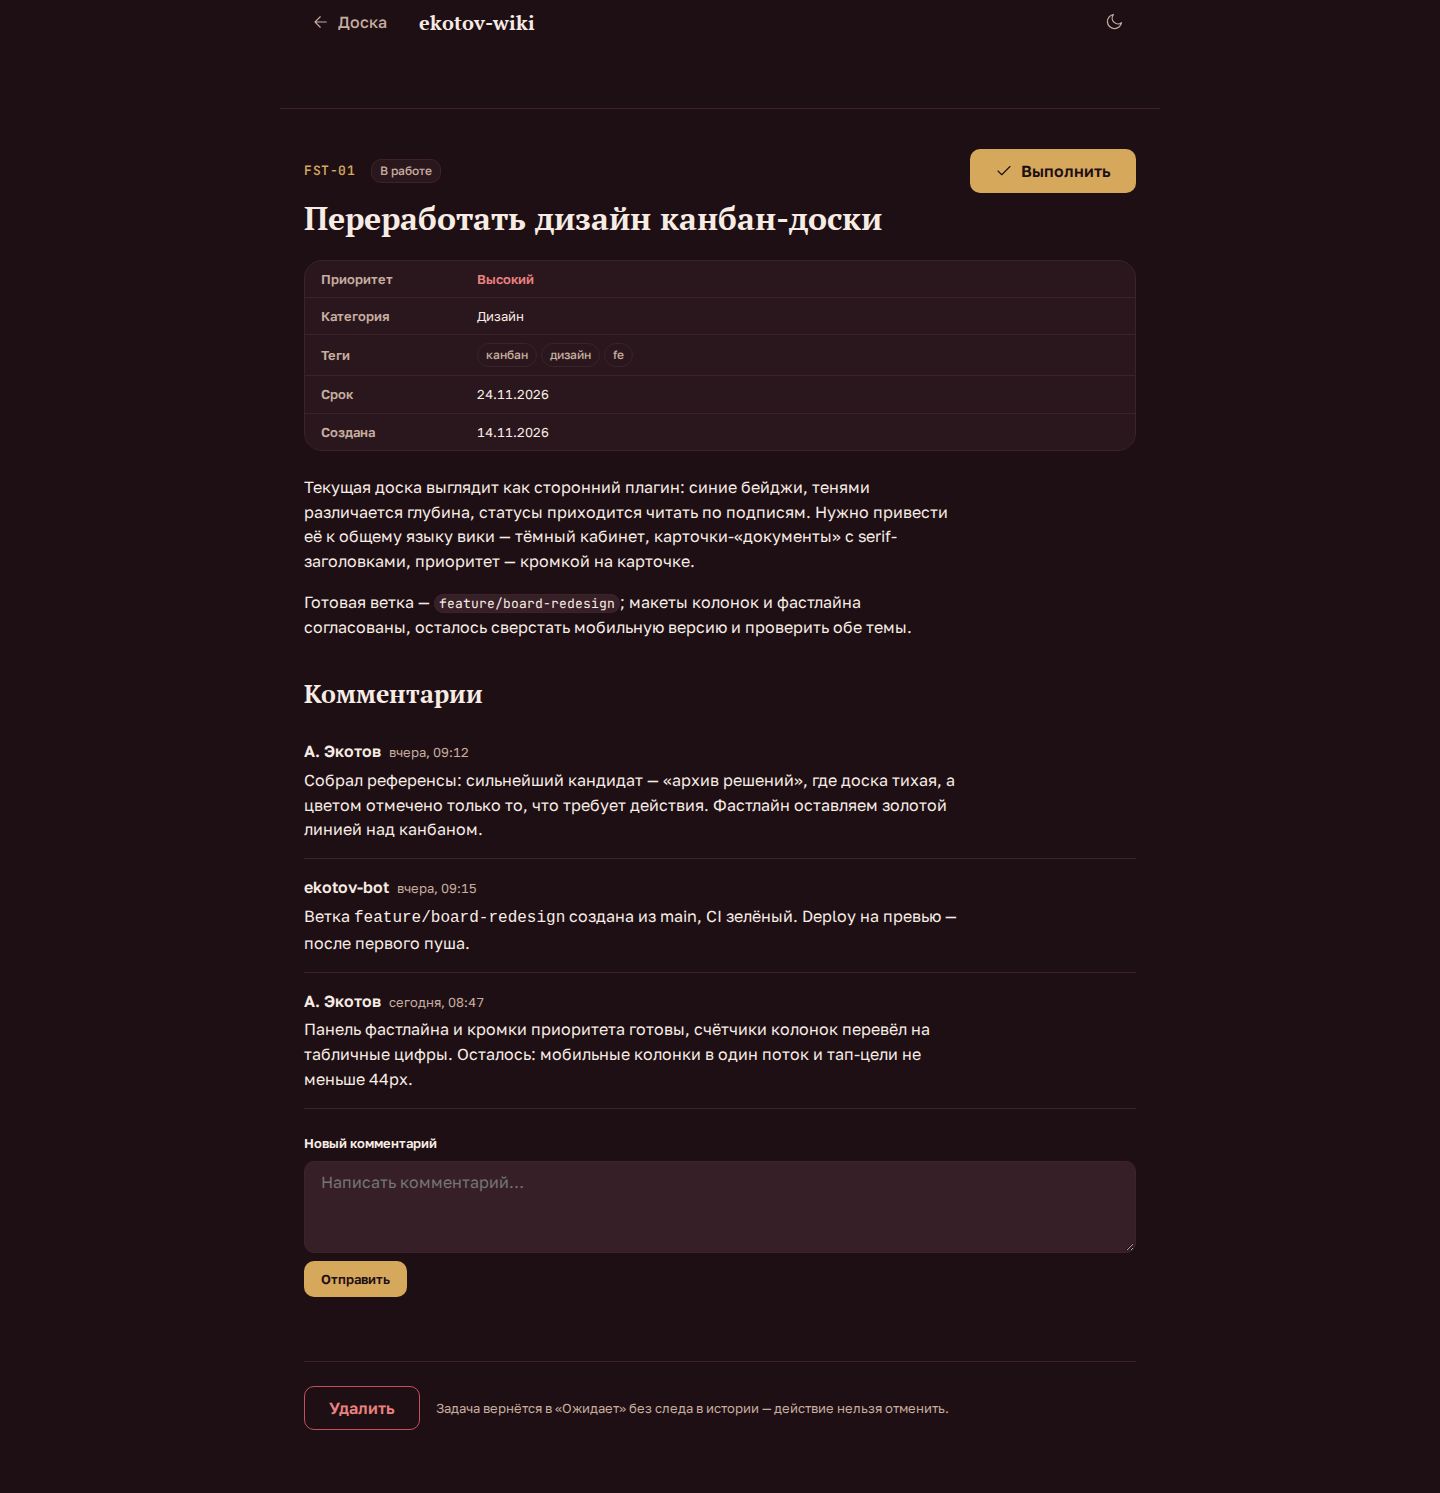 Доска ekotov-wiki
FST-01 В работе
Выполнить
Переработать дизайн канбан-доски
Приоритет Высокий
Категория Дизайн
Теги канбан дизайн fe
Срок 24.11.2026
Создана 14.11.2026
Текущая доска выглядит как сторонний плагин: синие бейджи, тенями
различается глубина, статусы приходится читать по подписям. Нужно привести
её к общему языку вики — тёмный кабинет, карточки-«документы» с serif-
заголовками, приоритет — кромкой на карточке.
Готовая ветка — feature/board-redesign; макеты колонок и фастлайна
согласованы, осталось сверстать мобильную версию и проверить обе темы.
Комментарии
А. Экотов вчера, 09:12
Собрал референсы: сильнейший кандидат — «архив решений», где доска тихая, а
цветом отмечено только то, что требует действия. Фастлайн оставляем золотой
линией над канбаном.
ekotov-bot вчера, 09:15
Ветка feature/board-redesign создана из main, CI зелёный. Deploy на превью —
после первого пуша.
А. Экотов сегодня, 08:47
Панель фастлайна и кромки приоритета готовы, счётчики колонок перевёл на
табличные цифры. Осталось: мобильные колонки в один поток и тап-цели не
меньше 44px.
Новый комментарий
Написать комментарий...
Отправить
Удалить Задача вернётся в «Ожидает» без следа в истории — действие нельзя отменить.